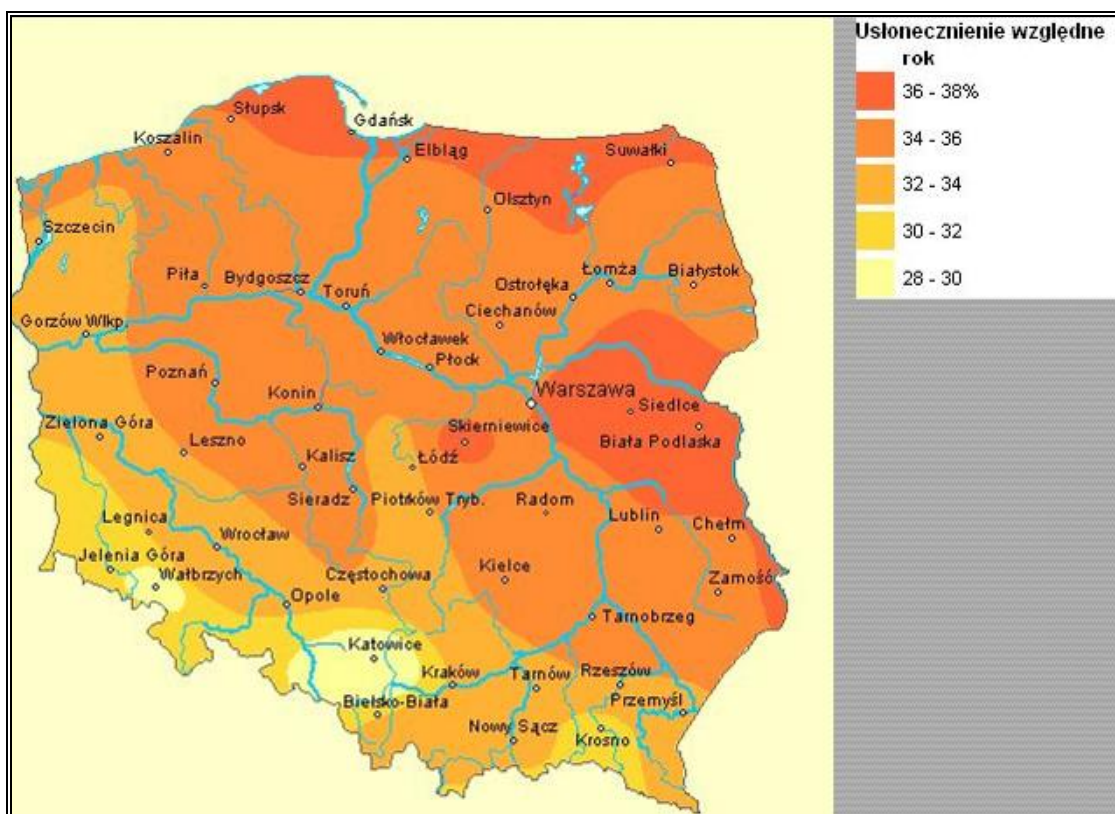 Usłonecznienie względne
rok
36 - 38%
34 - 36
32 - 34
30 - 32
28 - 30
Słupsk
Gdańsk
Koszalin
Elbląg
Suwałki
Olsztyn
Szczecin
Piła
Bydgoszcz
Toruń
Ostrołęka
Łomża
Białystok
Ciechanów
Gorzów Wlkp.
Włocławek
Płock
Poznań
Konin
Warszawa
Siedlce
Skierniewice
Biała Podlaska
Zielona Góra
Leszno
Kalisz
Łódź
Sieradz
Piotrków Tryb.
Radom
Lublin
Chełm
Legnica
Wrocław
Jelenia Góra
Wałbrzych
Częstochowa
Kielce
Zamość
Opole
Tarnobrzeg
Katowice
Kraków
Tarnów
Rzeszów
Bielsko-Biała
Przemyśl
Nowy Sącz
Krosno